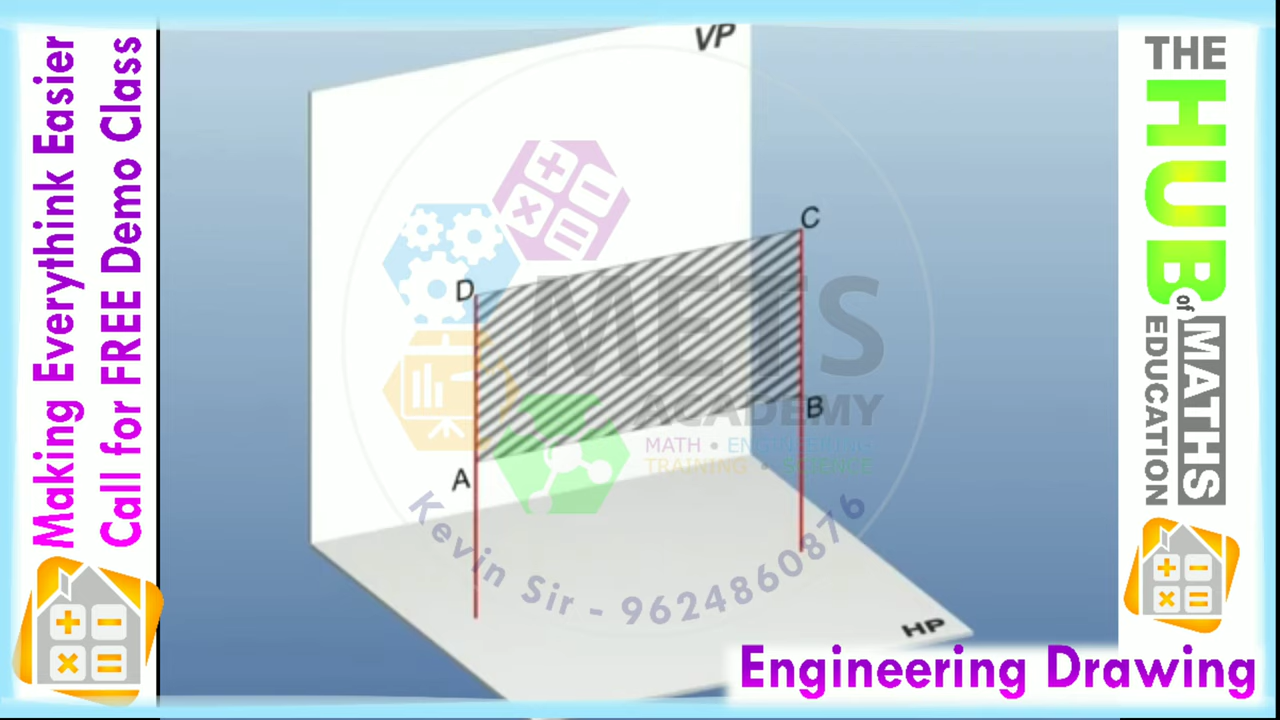 Making Everythink Easier
Call for FREE Demo Class
VP
C
D
METS
ACADEMY
B
MATH • ENGINEERING
TRAINING • SCIENCE
A
Kevin Sir - 9624860876
HP
Engineering Drawing
THE
HUB
of
MATHS
EDUCATION